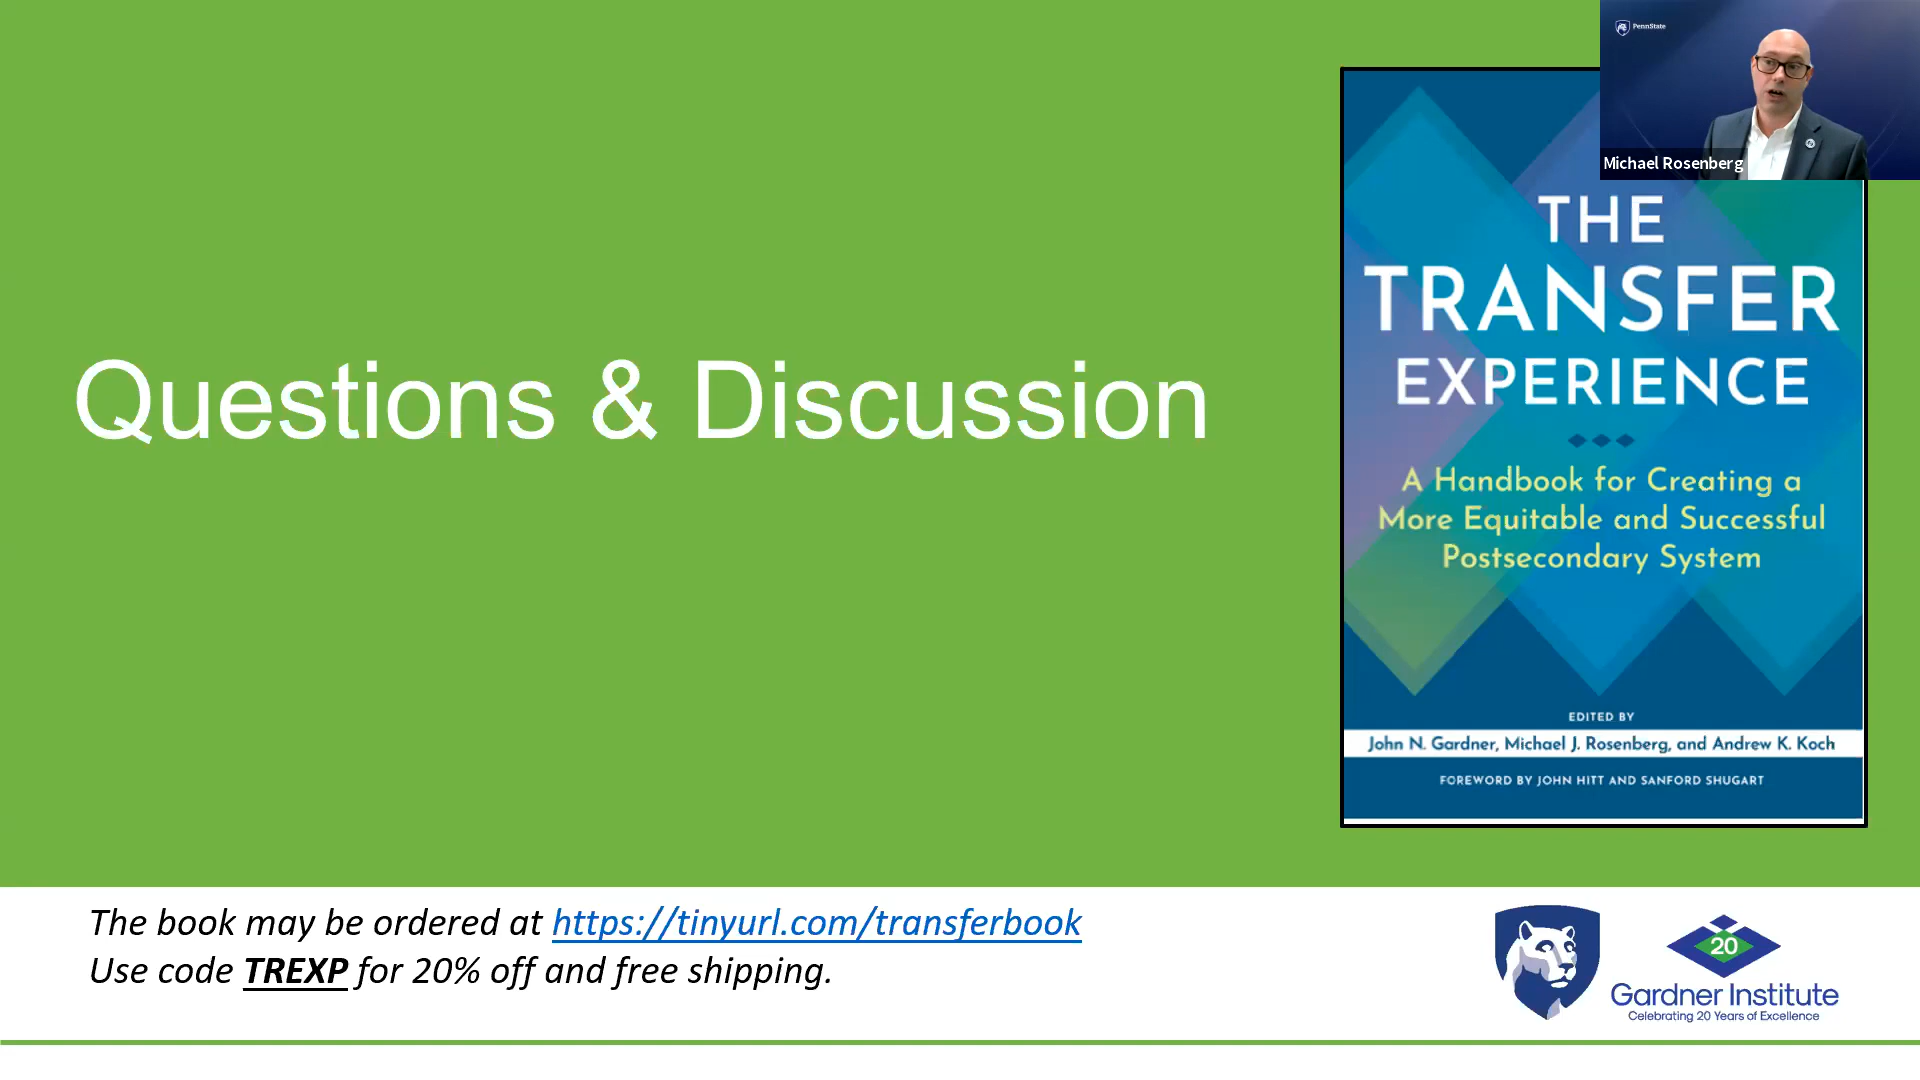 PennState
Michael Rosenberg
THE
TRANSFER
EXPERIENCE
A Handbook for Creating a
More Equitable and Successful
Postsecondary System
EDITED BY
John N. Gardner, Michael J. Rosenberg, and Andrew K. Koch
FOREWORD BY JOHN HITT AND SANFORD SHUGART
Questions & Discussion
The book may be ordered at https://tinyurl.com/transferbook
Use code TREXP for 20% off and free shipping.
20
Gardner Institute
Celebrating 20 Years of Excellence